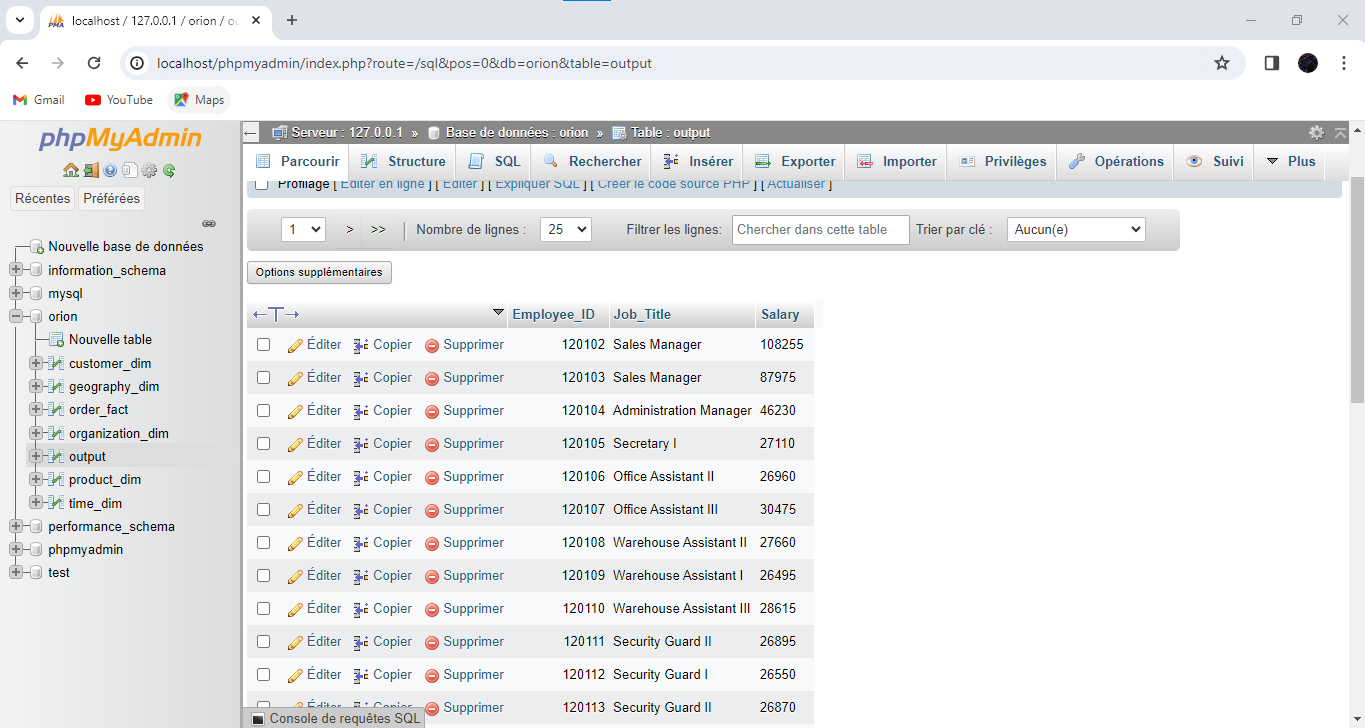 localhost / 127.0.0.1 / orion / ou
localhost/phpmyadmin/index.php?route=/sql&pos=0&db=orion&table=output
Gmail YouTube Maps
phpMyAdmin
Récentes Préférées
Nouvelle base de données
information_schema
mysql
orion
Nouvelle table
customer_dim
geography_dim
order_fact
organization_dim
output
product_dim
time_dim
performance_schema
phpmyadmin
test
Serveur : 127.0.0.1 » Base de données : orion » Table : output
Parcourir Structure SQL Rechercher Insérer Exporter Importer Privilèges Opérations Suivi Plus
Profilage [ Éditer en ligne ] [ Éditer ] [ Expliquer SQL ] [ Créer le code source PHP ] [ Actualiser ]
1 > >> | Nombre de lignes : 25 Filtrer les lignes: Chercher dans cette table Trier par clé : Aucun(e)
Options supplémentaires
←T→ Employee_ID Job_Title Salary
Éditer Copier Supprimer 120102 Sales Manager 108255
Éditer Copier Supprimer 120103 Sales Manager 87975
Éditer Copier Supprimer 120104 Administration Manager 46230
Éditer Copier Supprimer 120105 Secretary I 27110
Éditer Copier Supprimer 120106 Office Assistant II 26960
Éditer Copier Supprimer 120107 Office Assistant III 30475
Éditer Copier Supprimer 120108 Warehouse Assistant II 27660
Éditer Copier Supprimer 120109 Warehouse Assistant I 26495
Éditer Copier Supprimer 120110 Warehouse Assistant III 28615
Éditer Copier Supprimer 120111 Security Guard II 26895
Éditer Copier Supprimer 120112 Security Guard I 26550
Éditer Copier Supprimer 120113 Security Guard II 26870
Console de requêtes SQL